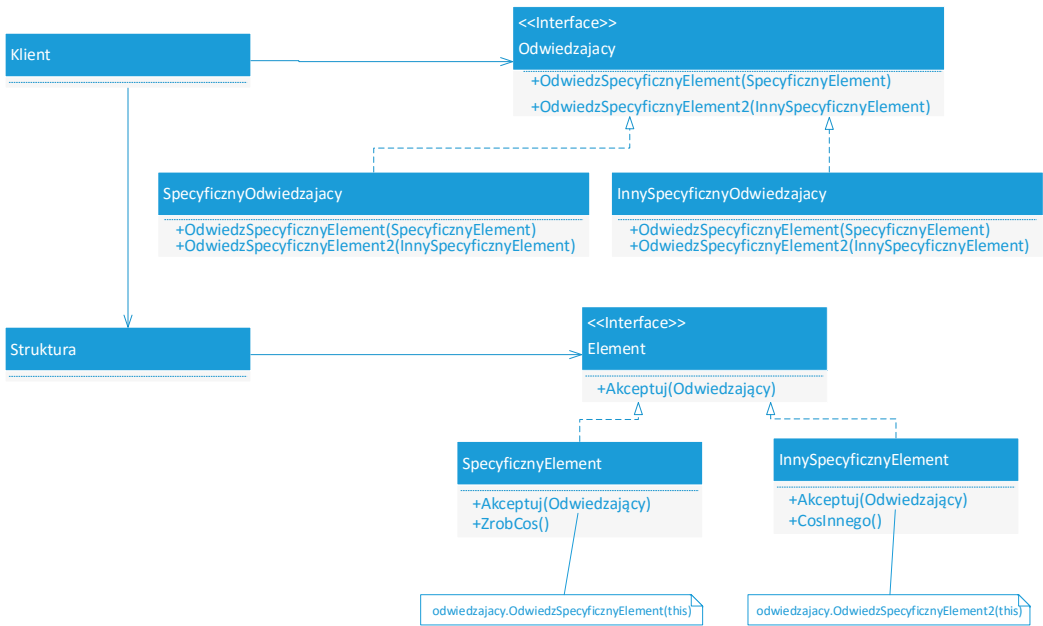 <<Interface>>
Odwiedzajacy
Klient
+OdwiedzSpecyficznyElement(SpecyficznyElement)
+OdwiedzSpecyficznyElement2(InnySpecyficznyElement)
SpecyficznyOdwiedzajacy
+OdwiedzSpecyficznyElement(SpecyficznyElement)
+OdwiedzSpecyficznyElement2(InnySpecyficznyElement)
InnySpecyficznyOdwiedzajacy
+OdwiedzSpecyficznyElement(SpecyficznyElement)
+OdwiedzSpecyficznyElement2(InnySpecyficznyElement)
Struktura
<<Interface>>
Element
+Akceptuj(Odwiedzający)
SpecyficznyElement
+Akceptuj(Odwiedzający)
+ZrobCos()
InnySpecyficznyElement
+Akceptuj(Odwiedzający)
+CosInnego()
odwiedzajacy.OdwiedzSpecyficznyElement(this)
odwiedzajacy.OdwiedzSpecyficznyElement2(this)